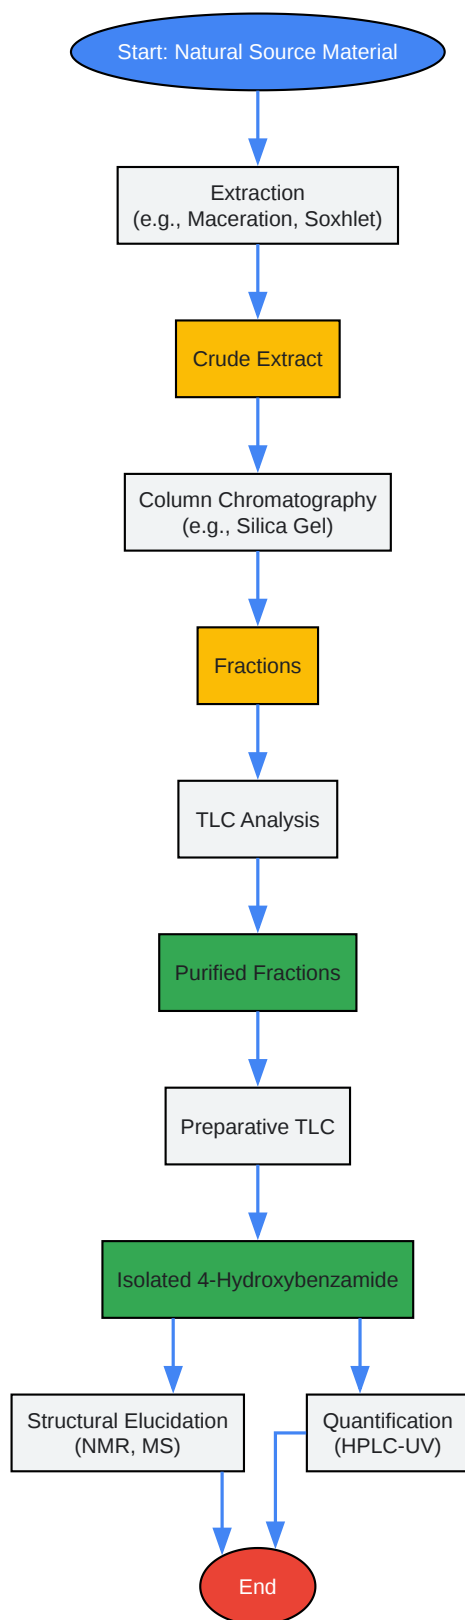 Start: Natural Source Material
Extraction
(e.g., Maceration, Soxhlet)
Crude Extract
Column Chromatography
(e.g., Silica Gel)
Fractions
TLC Analysis
Purified Fractions
Preparative TLC
Isolated 4-Hydroxybenzamide
Structural Elucidation
(NMR, MS)
Quantification
(HPLC-UV)
End